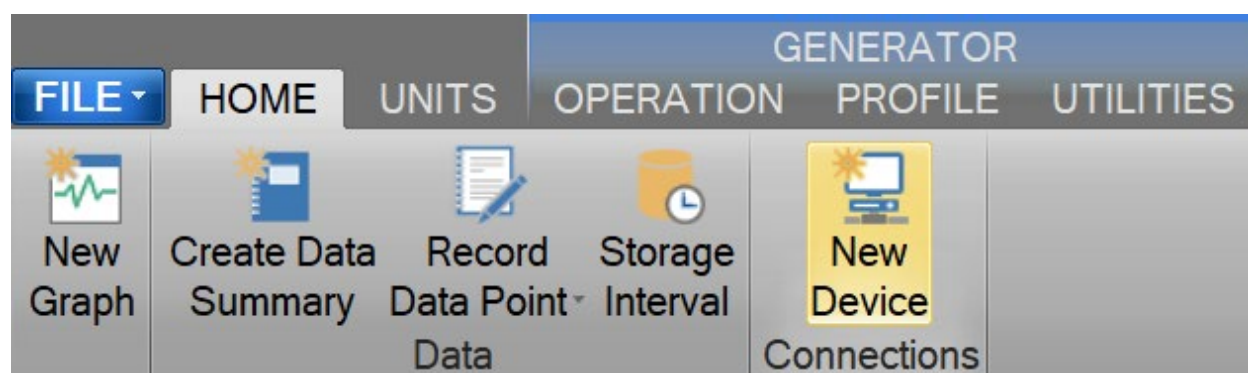 GENERATOR
FILE HOME UNITS OPERATION PROFILE UTILITIES
New Graph
Create Data Summary
Record Data Point
Storage Interval
New Device
Data
Connections